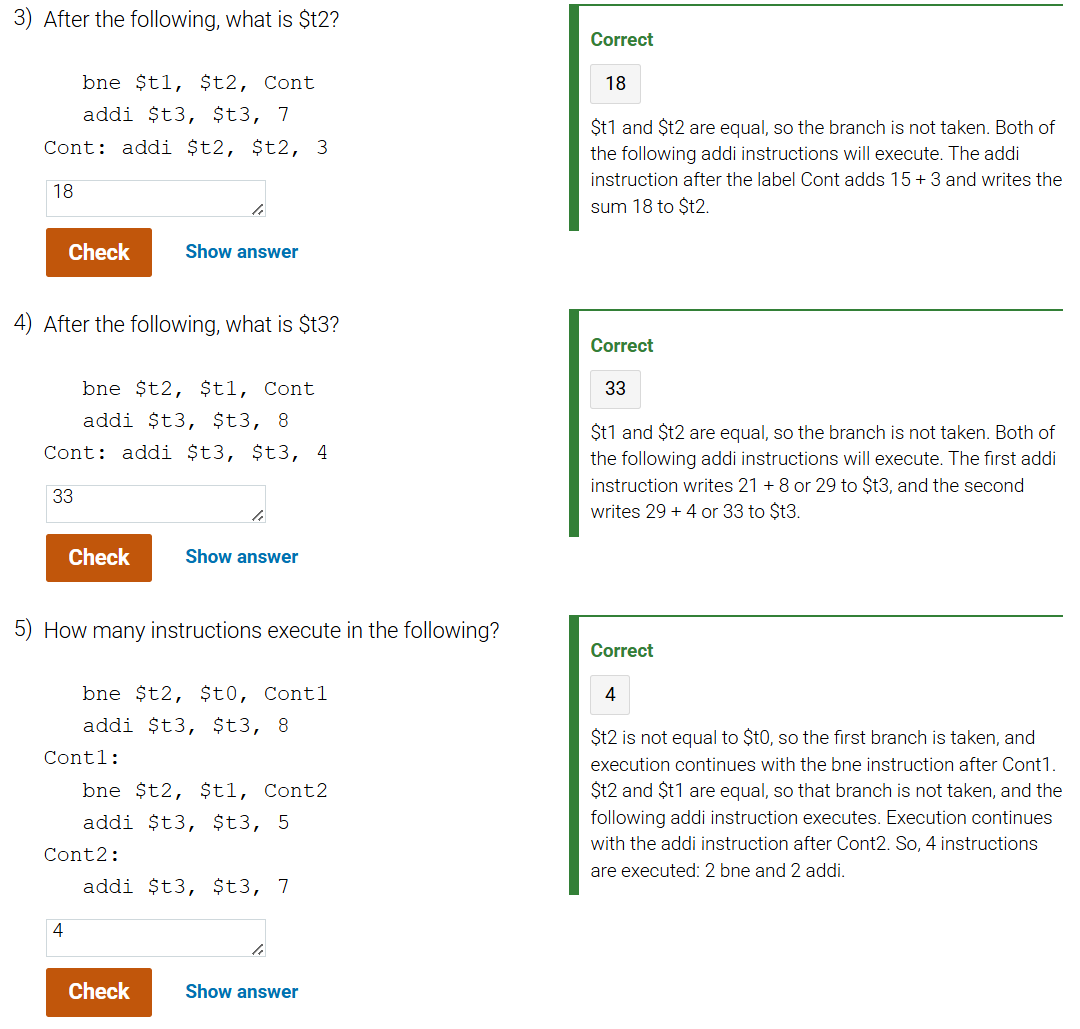 3) After the following, what is $t2?
bne $t1, $t2, Cont
addi $t3, $t3, 7
Cont: addi $t2, $t2, 3
18
Check Show answer
Correct
18
$t1 and $t2 are equal, so the branch is not taken. Both of
the following addi instructions will execute. The addi
instruction after the label Cont adds 15 + 3 and writes the
sum 18 to $t2.
4) After the following, what is $t3?
bne $t2, $t1, Cont
addi $t3, $t3, 8
Cont: addi $t3, $t3, 4
33
Check Show answer
Correct
33
$t1 and $t2 are equal, so the branch is not taken. Both of
the following addi instructions will execute. The first addi
instruction writes 21 + 8 or 29 to $t3, and the second
writes 29 + 4 or 33 to $t3.
5) How many instructions execute in the following?
bne $t2, $t0, Cont1
addi $t3, $t3, 8
Cont1:
bne $t2, $t1, Cont2
addi $t3, $t3, 5
Cont2:
addi $t3, $t3, 7
4
Check Show answer
Correct
4
$t2 is not equal to $t0, so the first branch is taken, and
execution continues with the bne instruction after Cont1.
$t2 and $t1 are equal, so that branch is not taken, and the
following addi instruction executes. Execution continues
with the addi instruction after Cont2. So, 4 instructions
are executed: 2 bne and 2 addi.